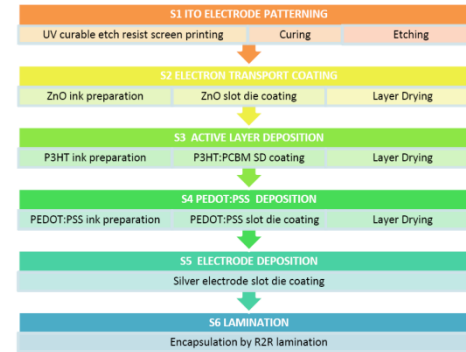 S1 ITO ELECTRODE PATTERNING
UV curable etch resist screen printing Curing Etching
S2 ELECTRON TRANSPORT COATING
ZnO ink preparation ZnO slot die coating Layer Drying
S3 ACTIVE LAYER DEPOSITION
P3HT ink preparation P3HT:PCBM SD coating Layer Drying
S4 PEDOT:PSS DEPOSITION
PEDOT:PSS ink preparation PEDOT:PSS slot die coating Layer Drying
S5 ELECTRODE DEPOSITION
Silver electrode slot die coating
S6 LAMINATION
Encapsulation by R2R lamination